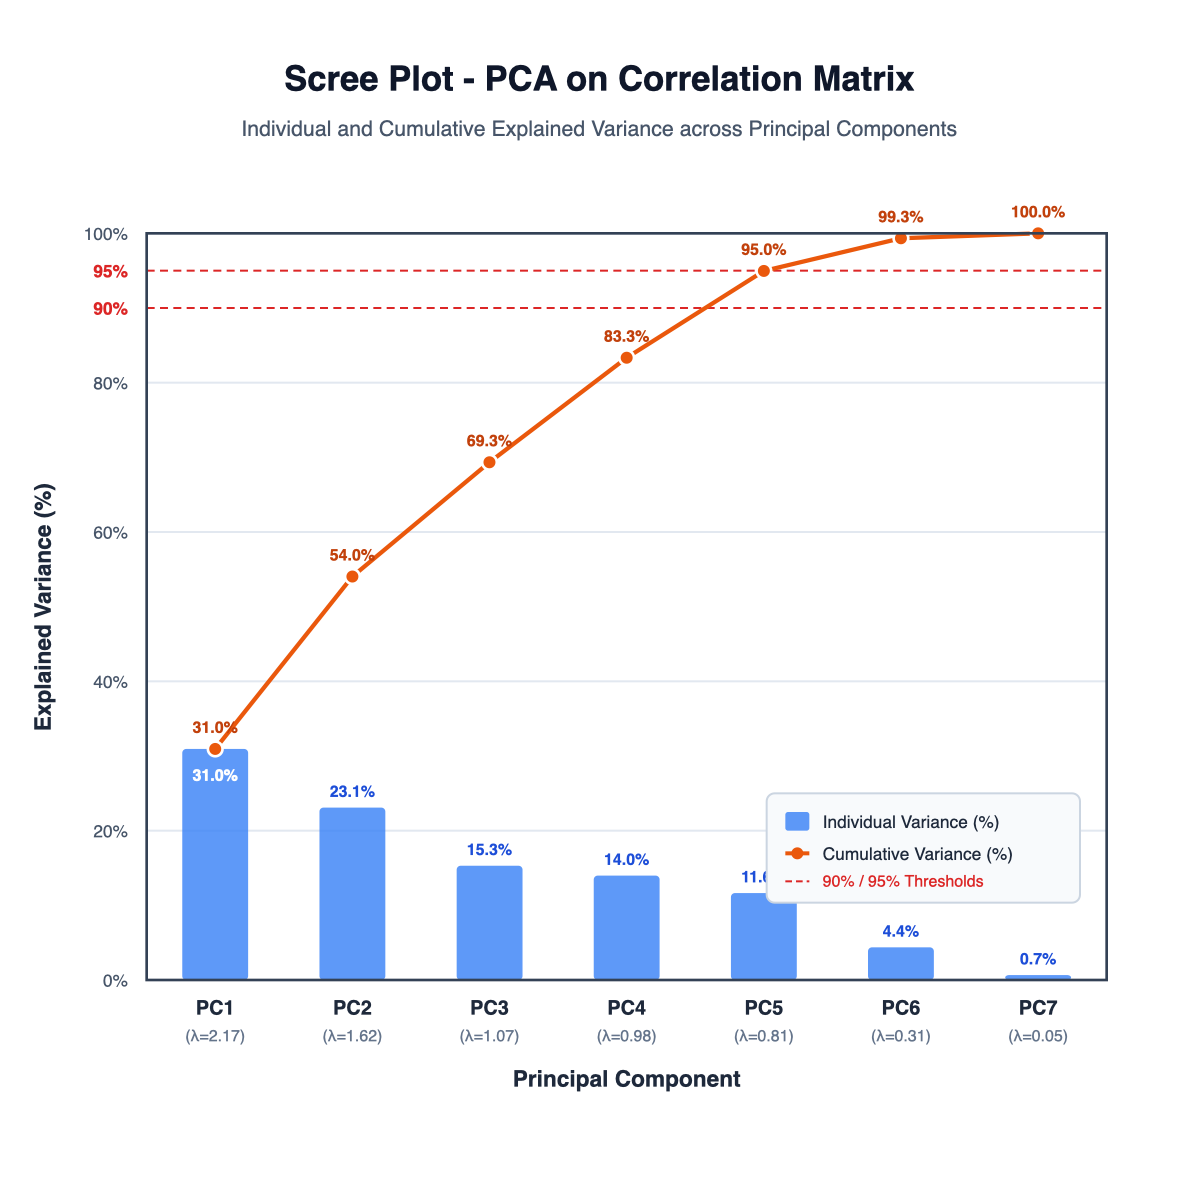 Scree Plot - PCA on Correlation Matrix
Individual and Cumulative Explained Variance across Principal Components
100%
95%
90%
80%
60%
40%
20%
0%
Explained Variance (%)
31.0%
54.0%
69.3%
83.3%
95.0%
99.3%
100.0%
31.0%
23.1%
15.3%
14.0%
4.4%
0.7%
Individual Variance (%)
Cumulative Variance (%)
90% / 95% Thresholds
PC1 PC2 PC3 PC4 PC5 PC6 PC7
(λ=2.17) (λ=1.62) (λ=1.07) (λ=0.98) (λ=0.81) (λ=0.31) (λ=0.05)
Principal Component